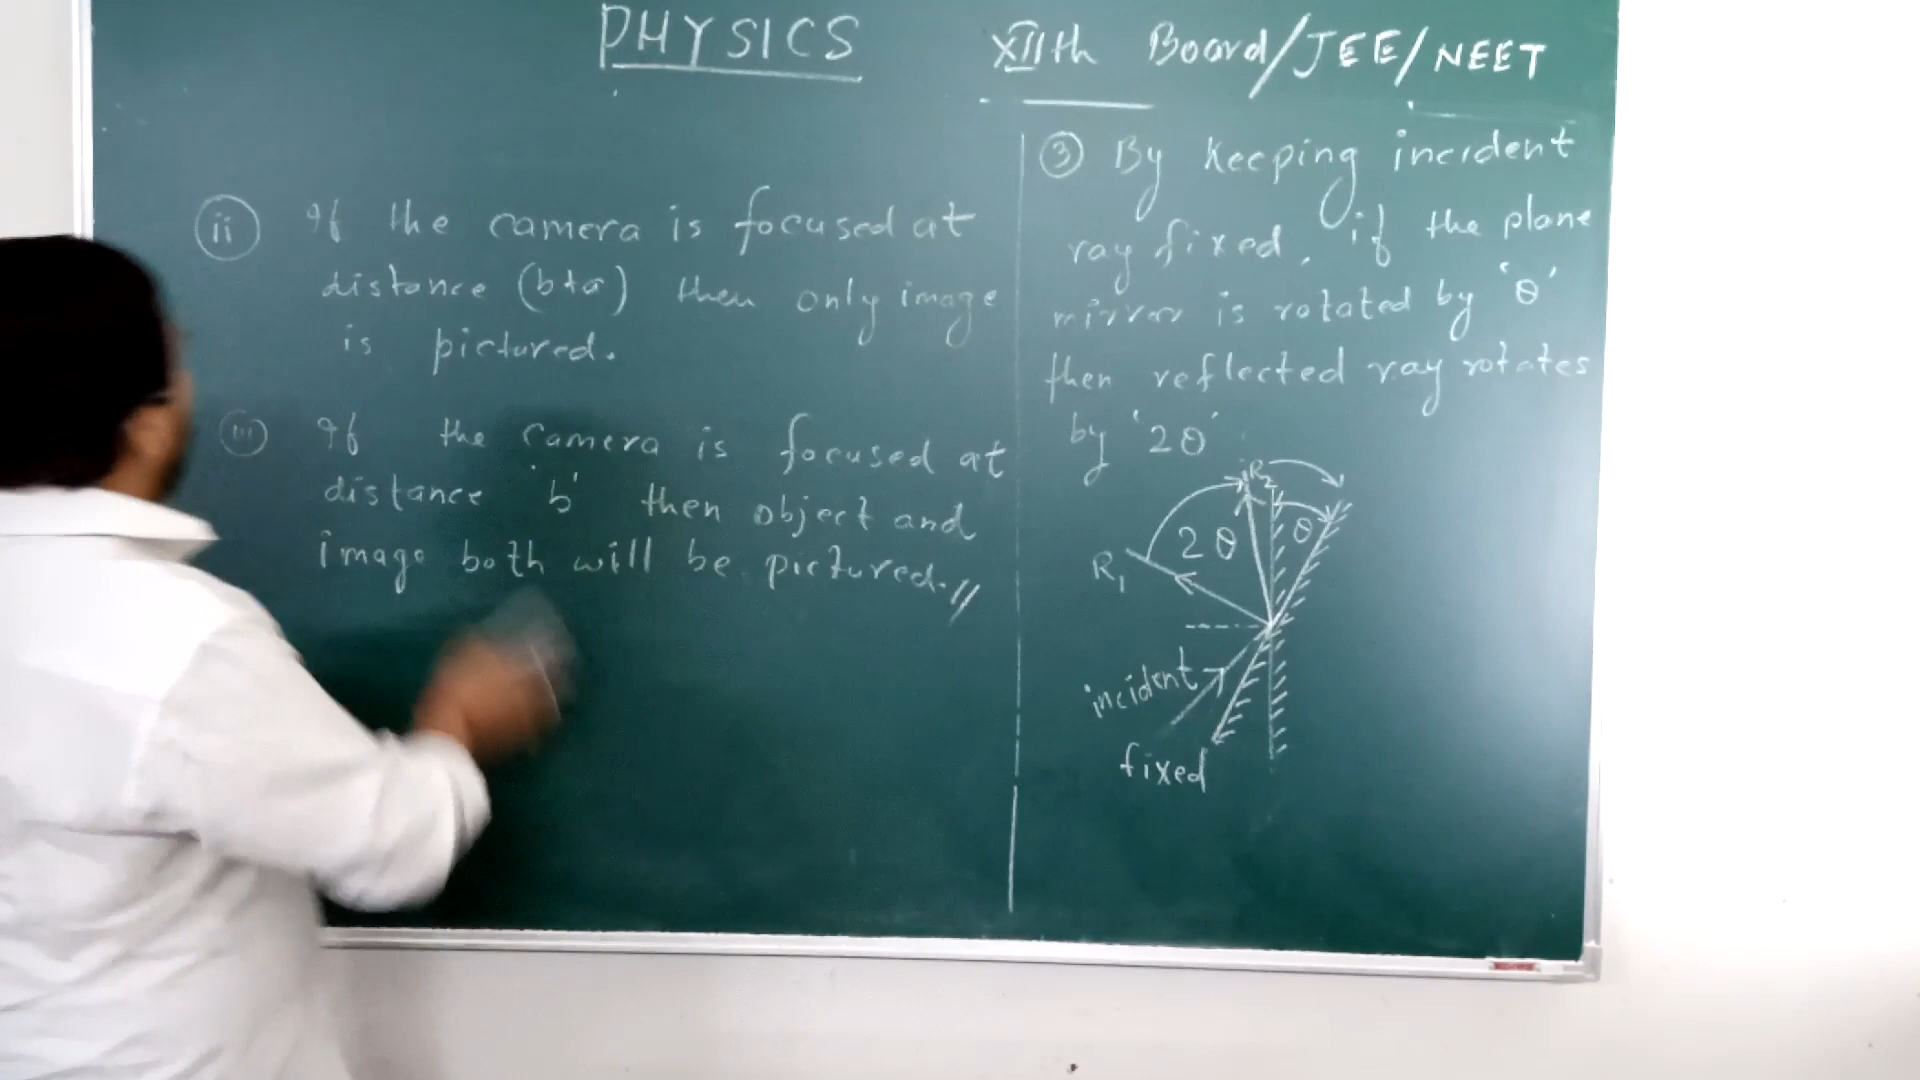 PHYSICS XIIth Board/JEE/NEET
(ii) If the camera is focused at
distance (b+a) then only image
is pictured.
(iii) If the camera is focused at
distance 'b' then object and
image both will be pictured.
(3) By keeping incident
ray fixed, if the plane
mirror is rotated by 'θ'
then reflected ray rotates
by '2θ'
R2
2θ θ
R1
incident
fixed